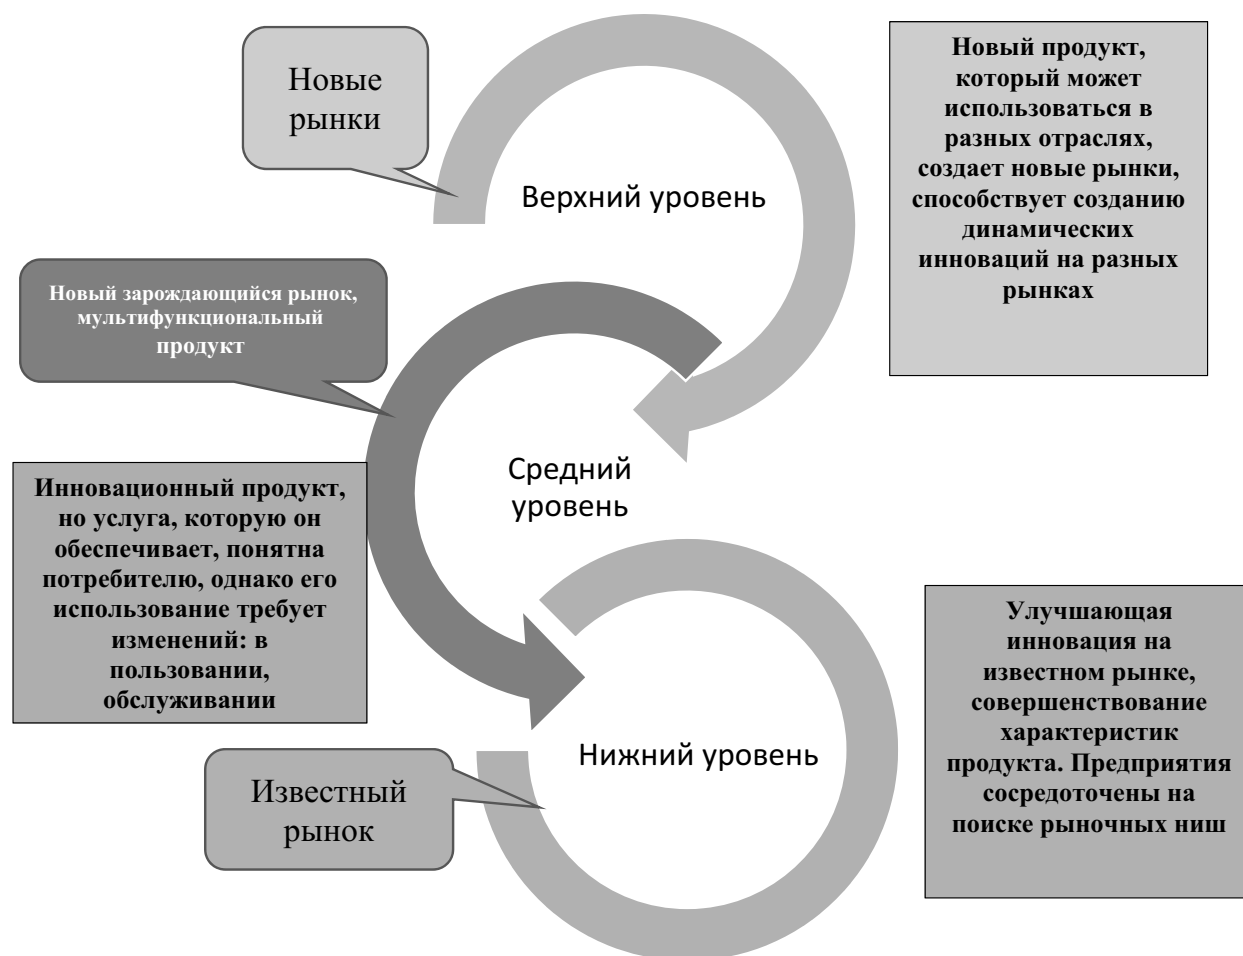 Новые
рынки
Верхний уровень
Новый продукт,
который может
использоваться в
разных отраслях,
создает новые рынки,
способствует созданию
динамических
инноваций на разных
рынках
Новый зарождающийся рынок,
мультифункциональный
продукт
Средний
уровень
Инновационный продукт,
но услуга, которую он
обеспечивает, понятна
потребителю, однако его
использование требует
изменений: в
пользовании,
обслуживании
Нижний уровень
Известный
рынок
Улучшающая
инновация на
известном рынке,
совершенствование
характеристик
продукта. Предприятия
сосредоточены на
поиске рыночных ниш